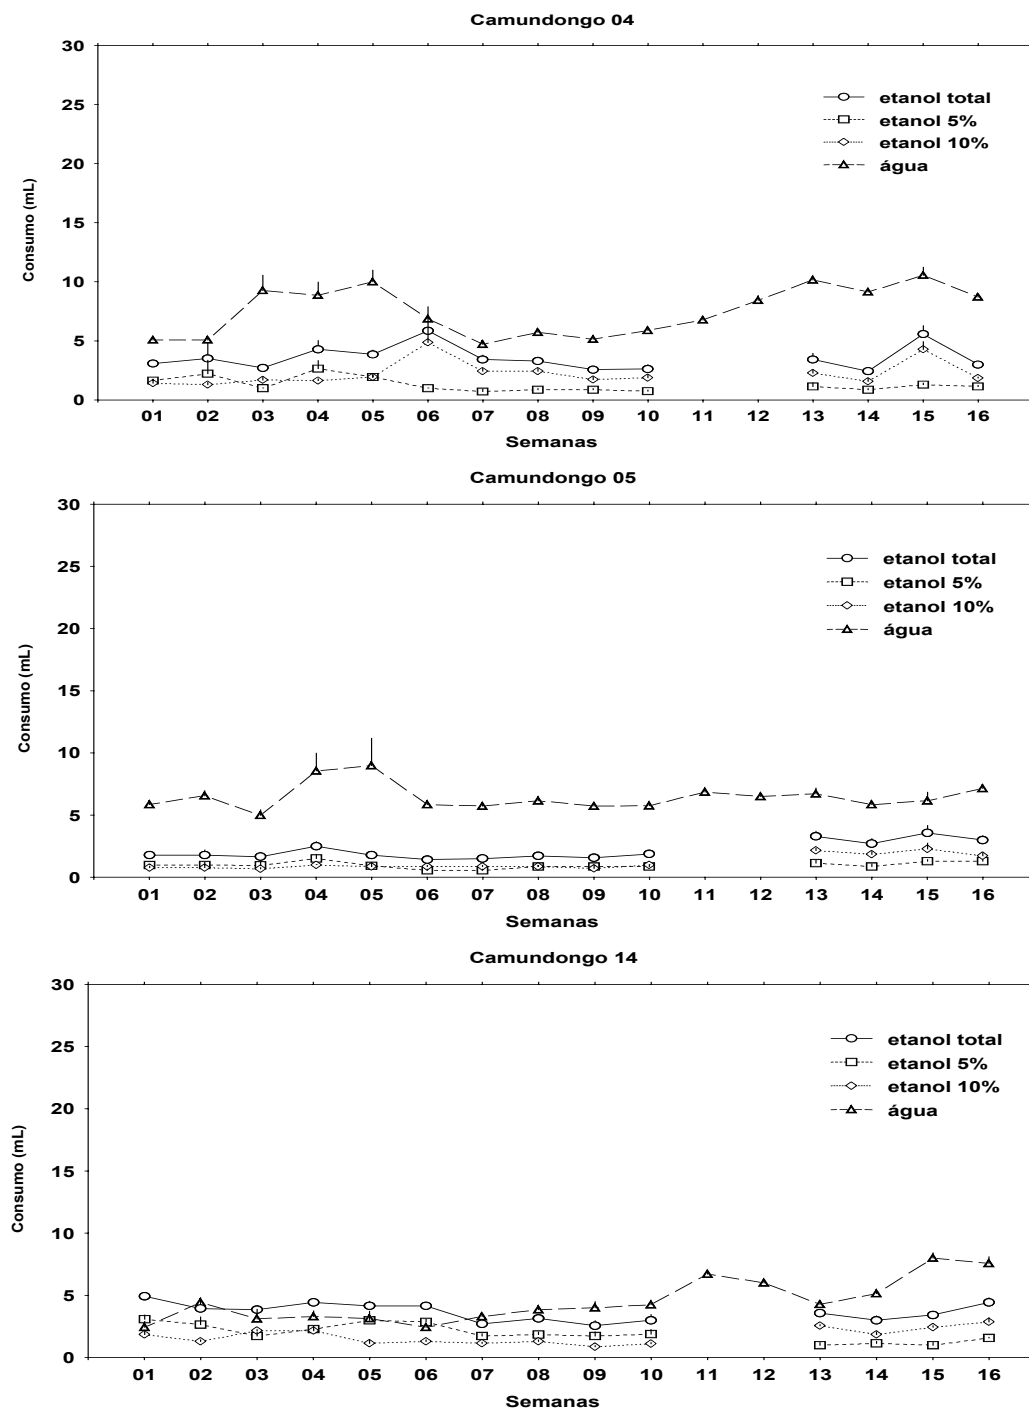 Camundongo 04
30
25
20
15
10
5
0
Consumo (mL)
etanol total
etanol 5%
etanol 10%
água
01 02 03 04 05 06 07 08 09 10 11 12 13 14 15 16
Semanas
Camundongo 05
30
25
20
15
10
5
0
Consumo (mL)
etanol total
etanol 5%
etanol 10%
água
01 02 03 04 05 06 07 08 09 10 11 12 13 14 15 16
Semanas
Camundongo 14
30
25
20
15
10
5
0
Consumo (mL)
etanol total
etanol 5%
etanol 10%
água
01 02 03 04 05 06 07 08 09 10 11 12 13 14 15 16
Semanas